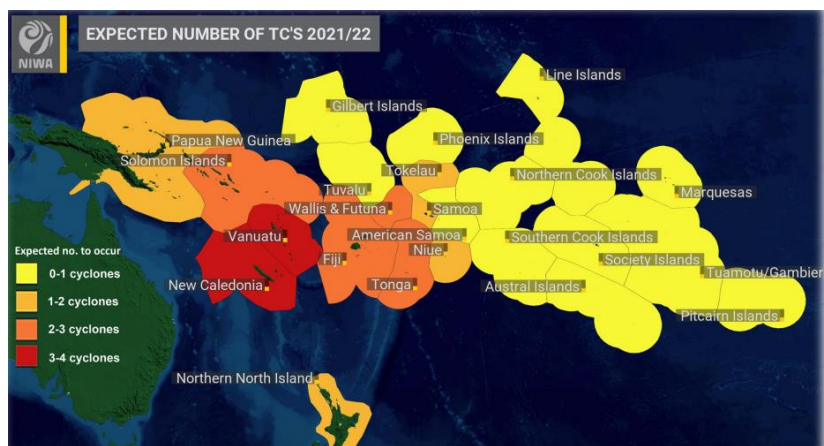 NIWA
EXPECTED NUMBER OF TC'S 2021/22
Line Islands
Gilbert Islands
Papua New Guinea
Phoenix Islands
Solomon Islands
Tokelau
Northern Cook Islands
Tuvalu
Marquesas
Wallis & Futuna
Samoa
Vanuatu
American Samoa
Southern Cook Islands
Niue
Fiji
Society Islands
Tuamotu/Gambier
New Caledonia
Tonga
Austral Islands
Pitcairn Islands
Expected no. to occur
0-1 cyclones
1-2 cyclones
2-3 cyclones
3-4 cyclones
Northern North Island